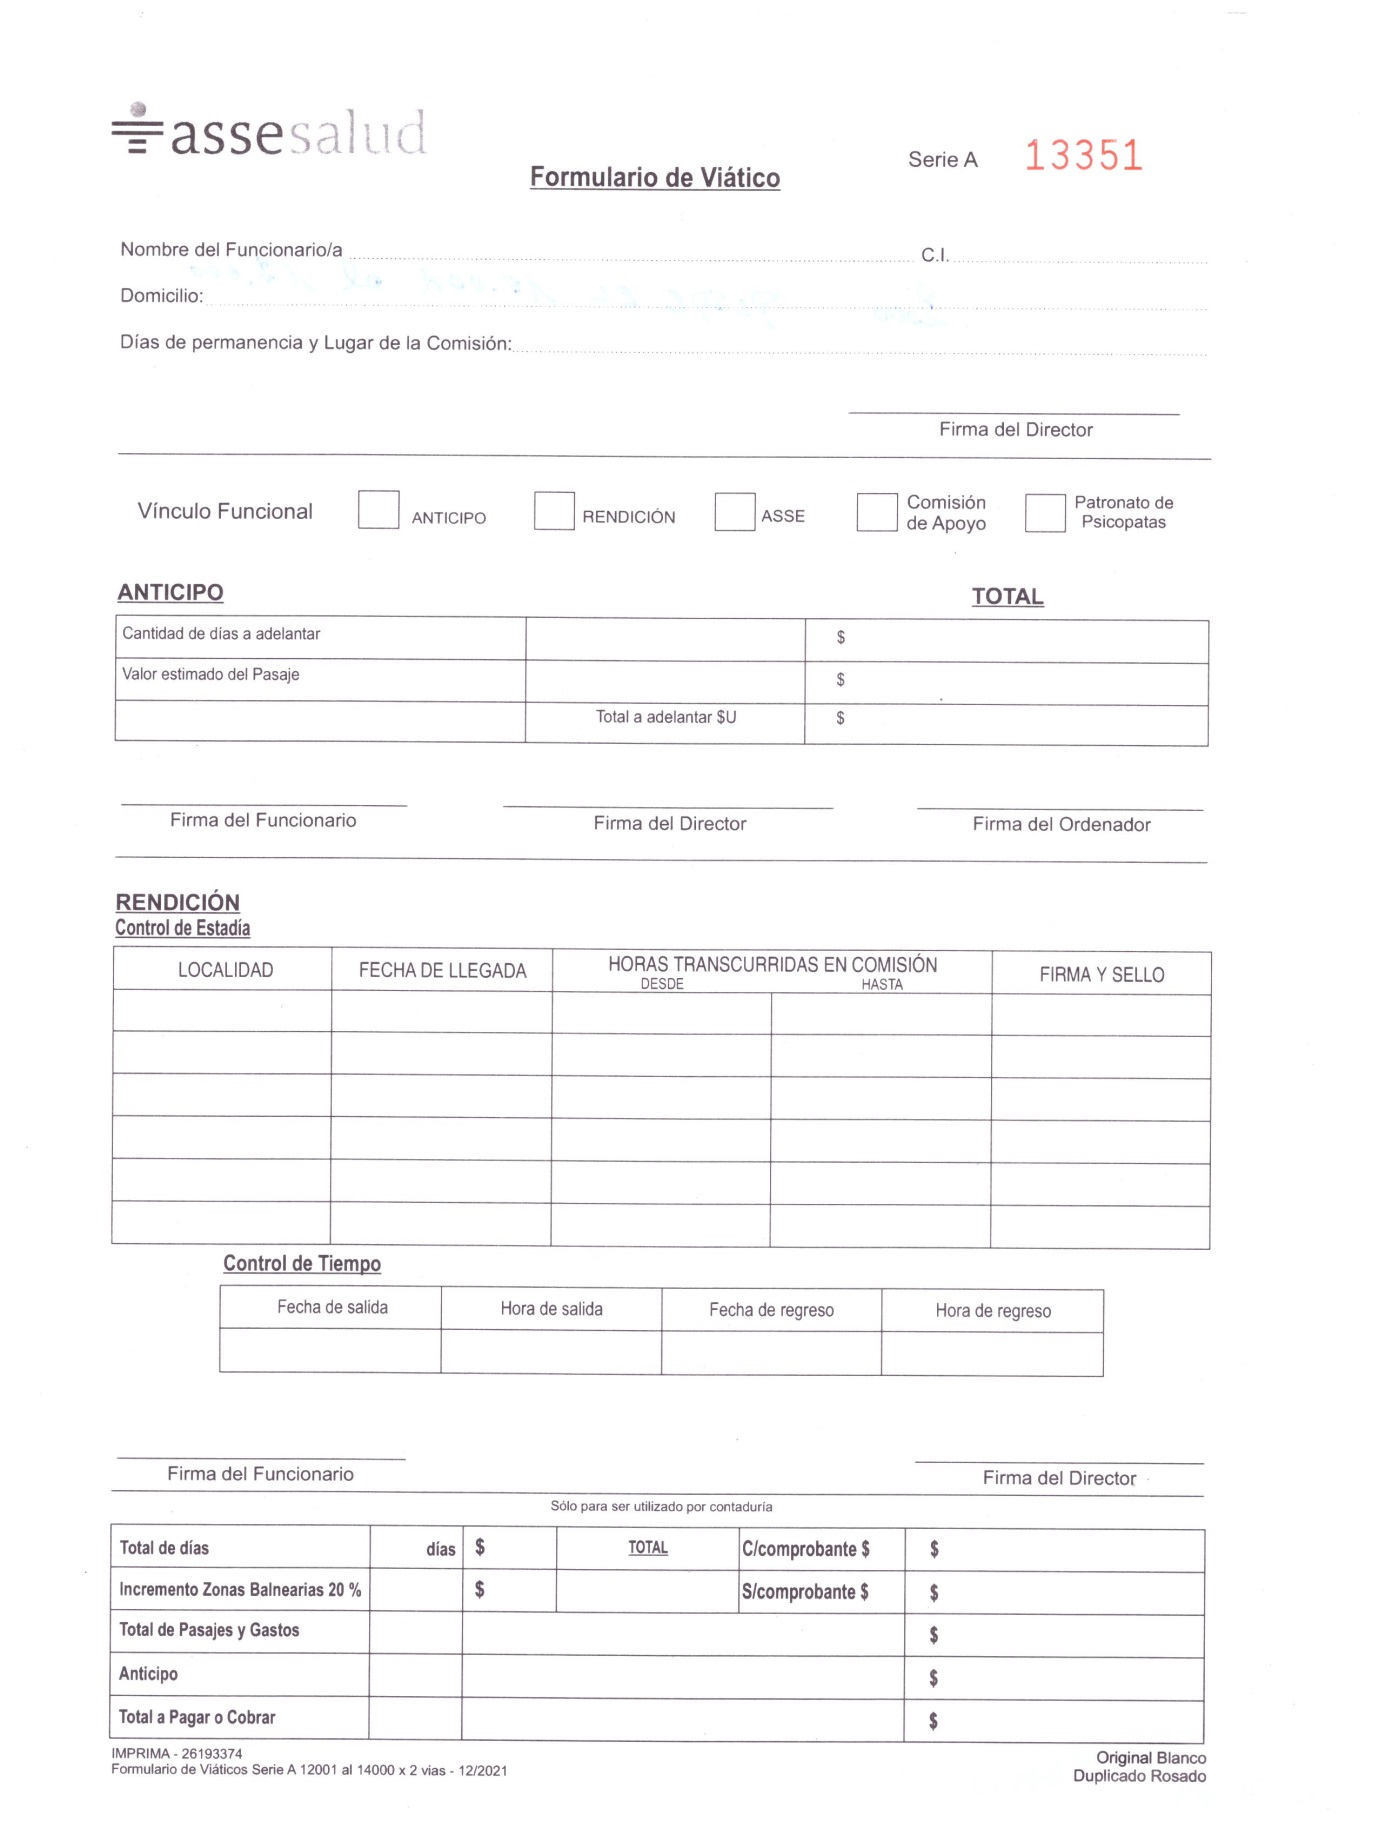 assesalud
Formulario de Viático
Serie A 13351
Nombre del Funcionario/a C.I.
Domicilio:
Días de permanencia y Lugar de la Comisión:
Firma del Director
Vínculo Funcional ANTICIPO RENDICIÓN ASSE Comisión de Apoyo Patronato de Psicopatas
ANTICIPO TOTAL
Cantidad de días a adelantar $
Valor estimado del Pasaje $
Total a adelantar $U $
Firma del Funcionario Firma del Director Firma del Ordenador
RENDICIÓN
Control de Estadía
LOCALIDAD FECHA DE LLEGADA HORAS TRANSCURRIDAS EN COMISIÓN FIRMA Y SELLO
DESDE HASTA
Control de Tiempo
Fecha de salida Hora de salida Fecha de regreso Hora de regreso
Firma del Funcionario Firma del Director
Sólo para ser utilizado por contaduría
Total de días días $ TOTAL C/comprobante $ $
Incremento Zonas Balnearias 20 % $ S/comprobante $ $
Total de Pasajes y Gastos $
Anticipo $
Total a Pagar o Cobrar $
IMPRIMA - 26193374
Formulario de Viáticos Serie A 12001 al 14000 x 2 vias - 12/2021
Original Blanco
Duplicado Rosado